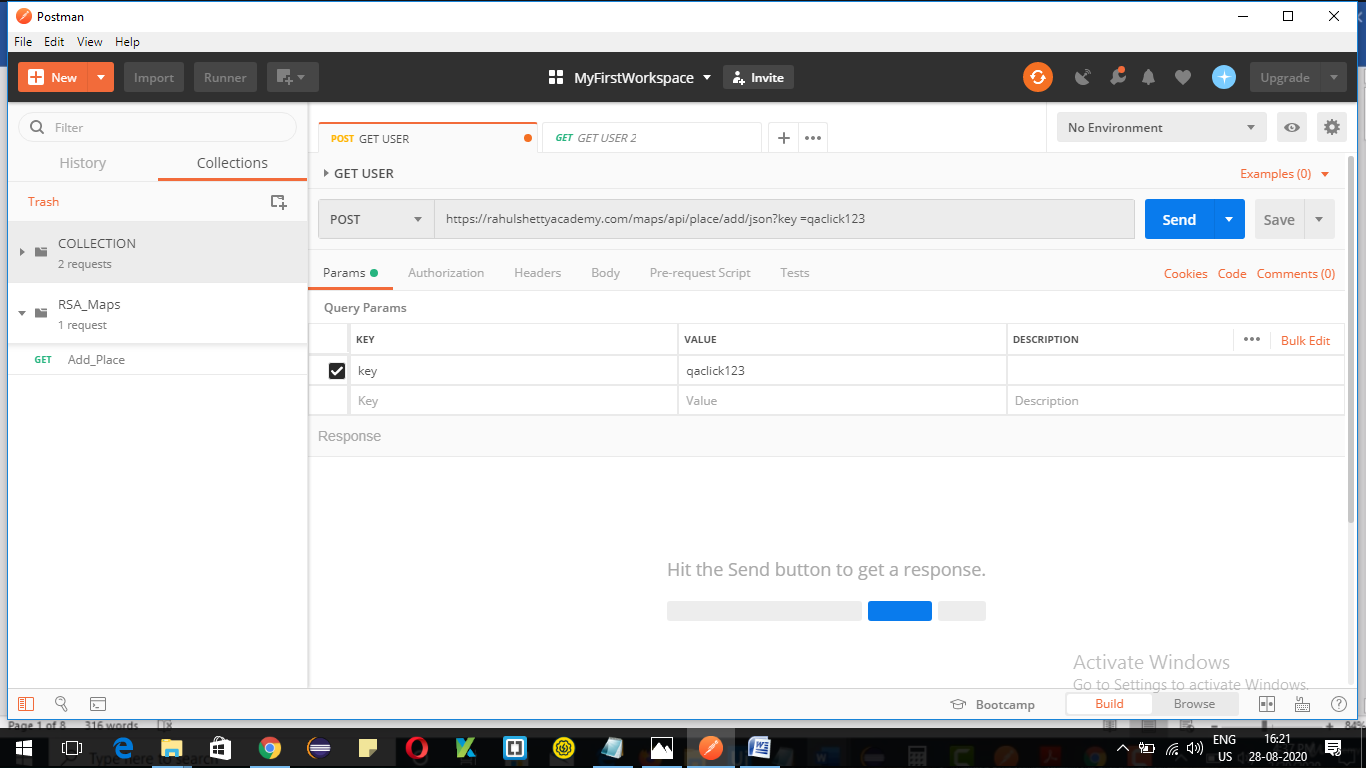 Postman
File Edit View Help
New Import Runner MyFirstWorkspace Invite Upgrade
Filter
History Collections
Trash
COLLECTION
2 requests
RSA_Maps
1 request
GET Add_Place
POST GET USER GET GET USER 2 No Environment
GET USER Examples (0)
POST https://rahulshettyacademy.com/maps/api/place/add/json?key =qaclick123 Send Save
Params Authorization Headers Body Pre-request Script Tests Cookies Code Comments (0)
Query Params
KEY VALUE DESCRIPTION Bulk Edit
key qaclick123
Key Value Description
Response
Hit the Send button to get a response.
Activate Windows
Go to Settings to activate Windows.
Bootcamp Build Browse
Page 1 of 8 316 words 84%
Type here to search
ENG 16:21
US 28-08-2020